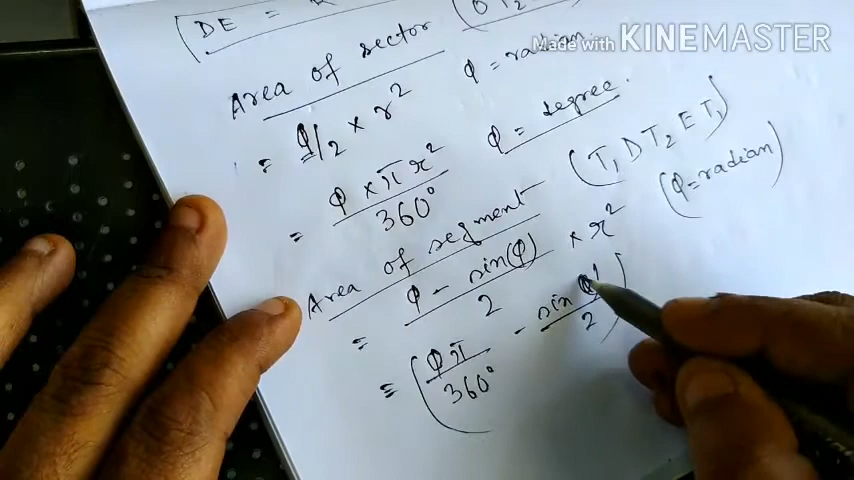 DE =
Made with KINEMASTER
Area of sector φ = radian
= φ/2 × r² φ = degree.
= φ × π r² / 360°
Area of segment (T₁ D T₂ E T₁)
= φ - sin(φ) / 2 × r² (φ = radian)
= (φπ / 360° - sin φ / 2)